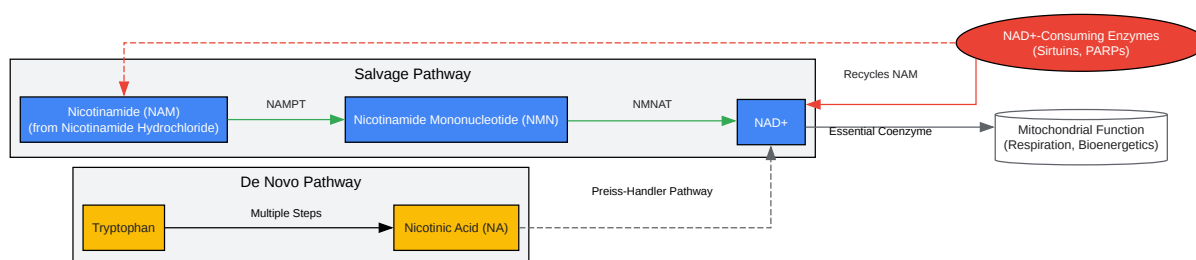 NAD+-Consuming Enzymes
(Sirtuins, PARPs)
Salvage Pathway
Recycles NAM
Nicotinamide (NAM)
(from Nicotinamide Hydrochloride)
NAMPT
Nicotinamide Mononucleotide (NMN)
NMNAT
NAD+
Essential Coenzyme
Mitochondrial Function
(Respiration, Bioenergetics)
De Novo Pathway
Preiss-Handler Pathway
Tryptophan
Multiple Steps
Nicotinic Acid (NA)